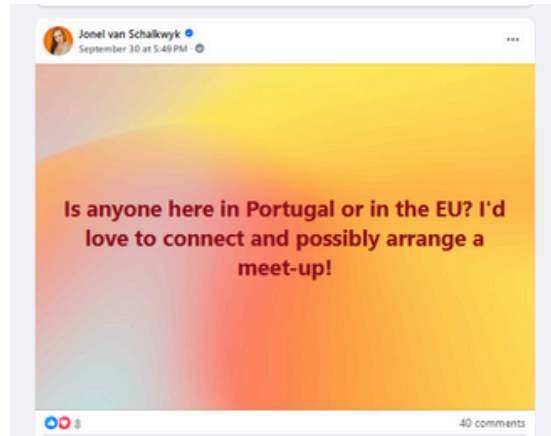 Jonel van Schalkwyk
September 30 at 5:49 PM ·
Is anyone here in Portugal or in the EU? I'd
love to connect and possibly arrange a
meet-up!
8
40 comments